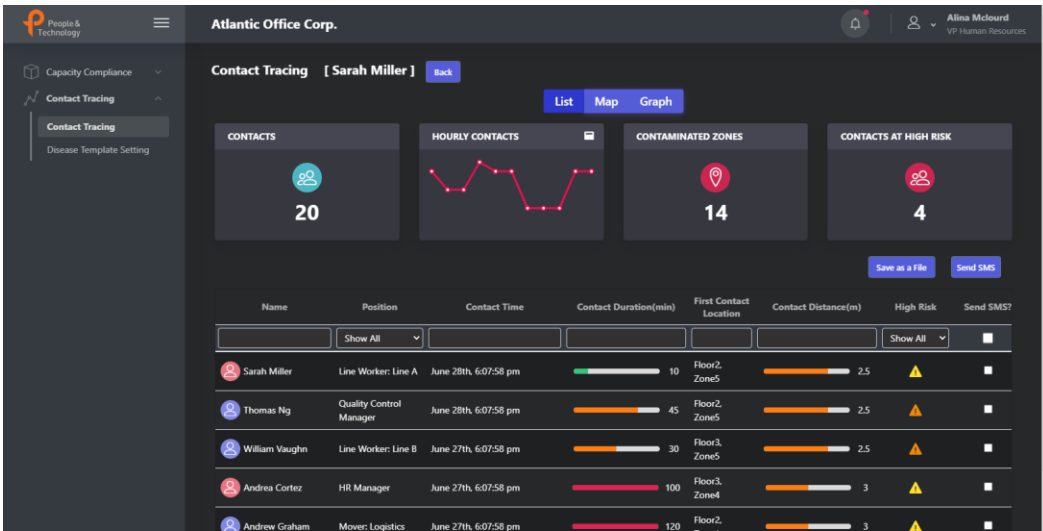 People &
Technology
Atlantic Office Corp.
Alina Mclourd
VP Human Resources
Capacity Compliance
Contact Tracing
Contact Tracing
Disease Template Setting
Contact Tracing [ Sarah Miller ] Back
List Map Graph
CONTACTS
20
HOURLY CONTACTS
CONTAMINATED ZONES
14
CONTACTS AT HIGH RISK
4
Save as a File Send SMS
Name Position Contact Time Contact Duration(min) First Contact Location Contact Distance(m) High Risk Send SMS?
Show All Show All
Sarah Miller Line Worker: Line A June 28th, 6:07:58 pm 10 Floor2, Zone5 2.5
Thomas Ng Quality Control Manager June 28th, 6:07:58 pm 45 Floor2, Zone5 2.5
William Vaughn Line Worker: Line B June 27th, 6:07:58 pm 30 Floor3, Zone5 2.5
Andrea Cortez HR Manager June 27th, 6:07:58 pm 100 Floor3, Zone4 3
Andrew Graham Mover: Logistics June 27th, 6:07:58 pm 120 Floor2, 3